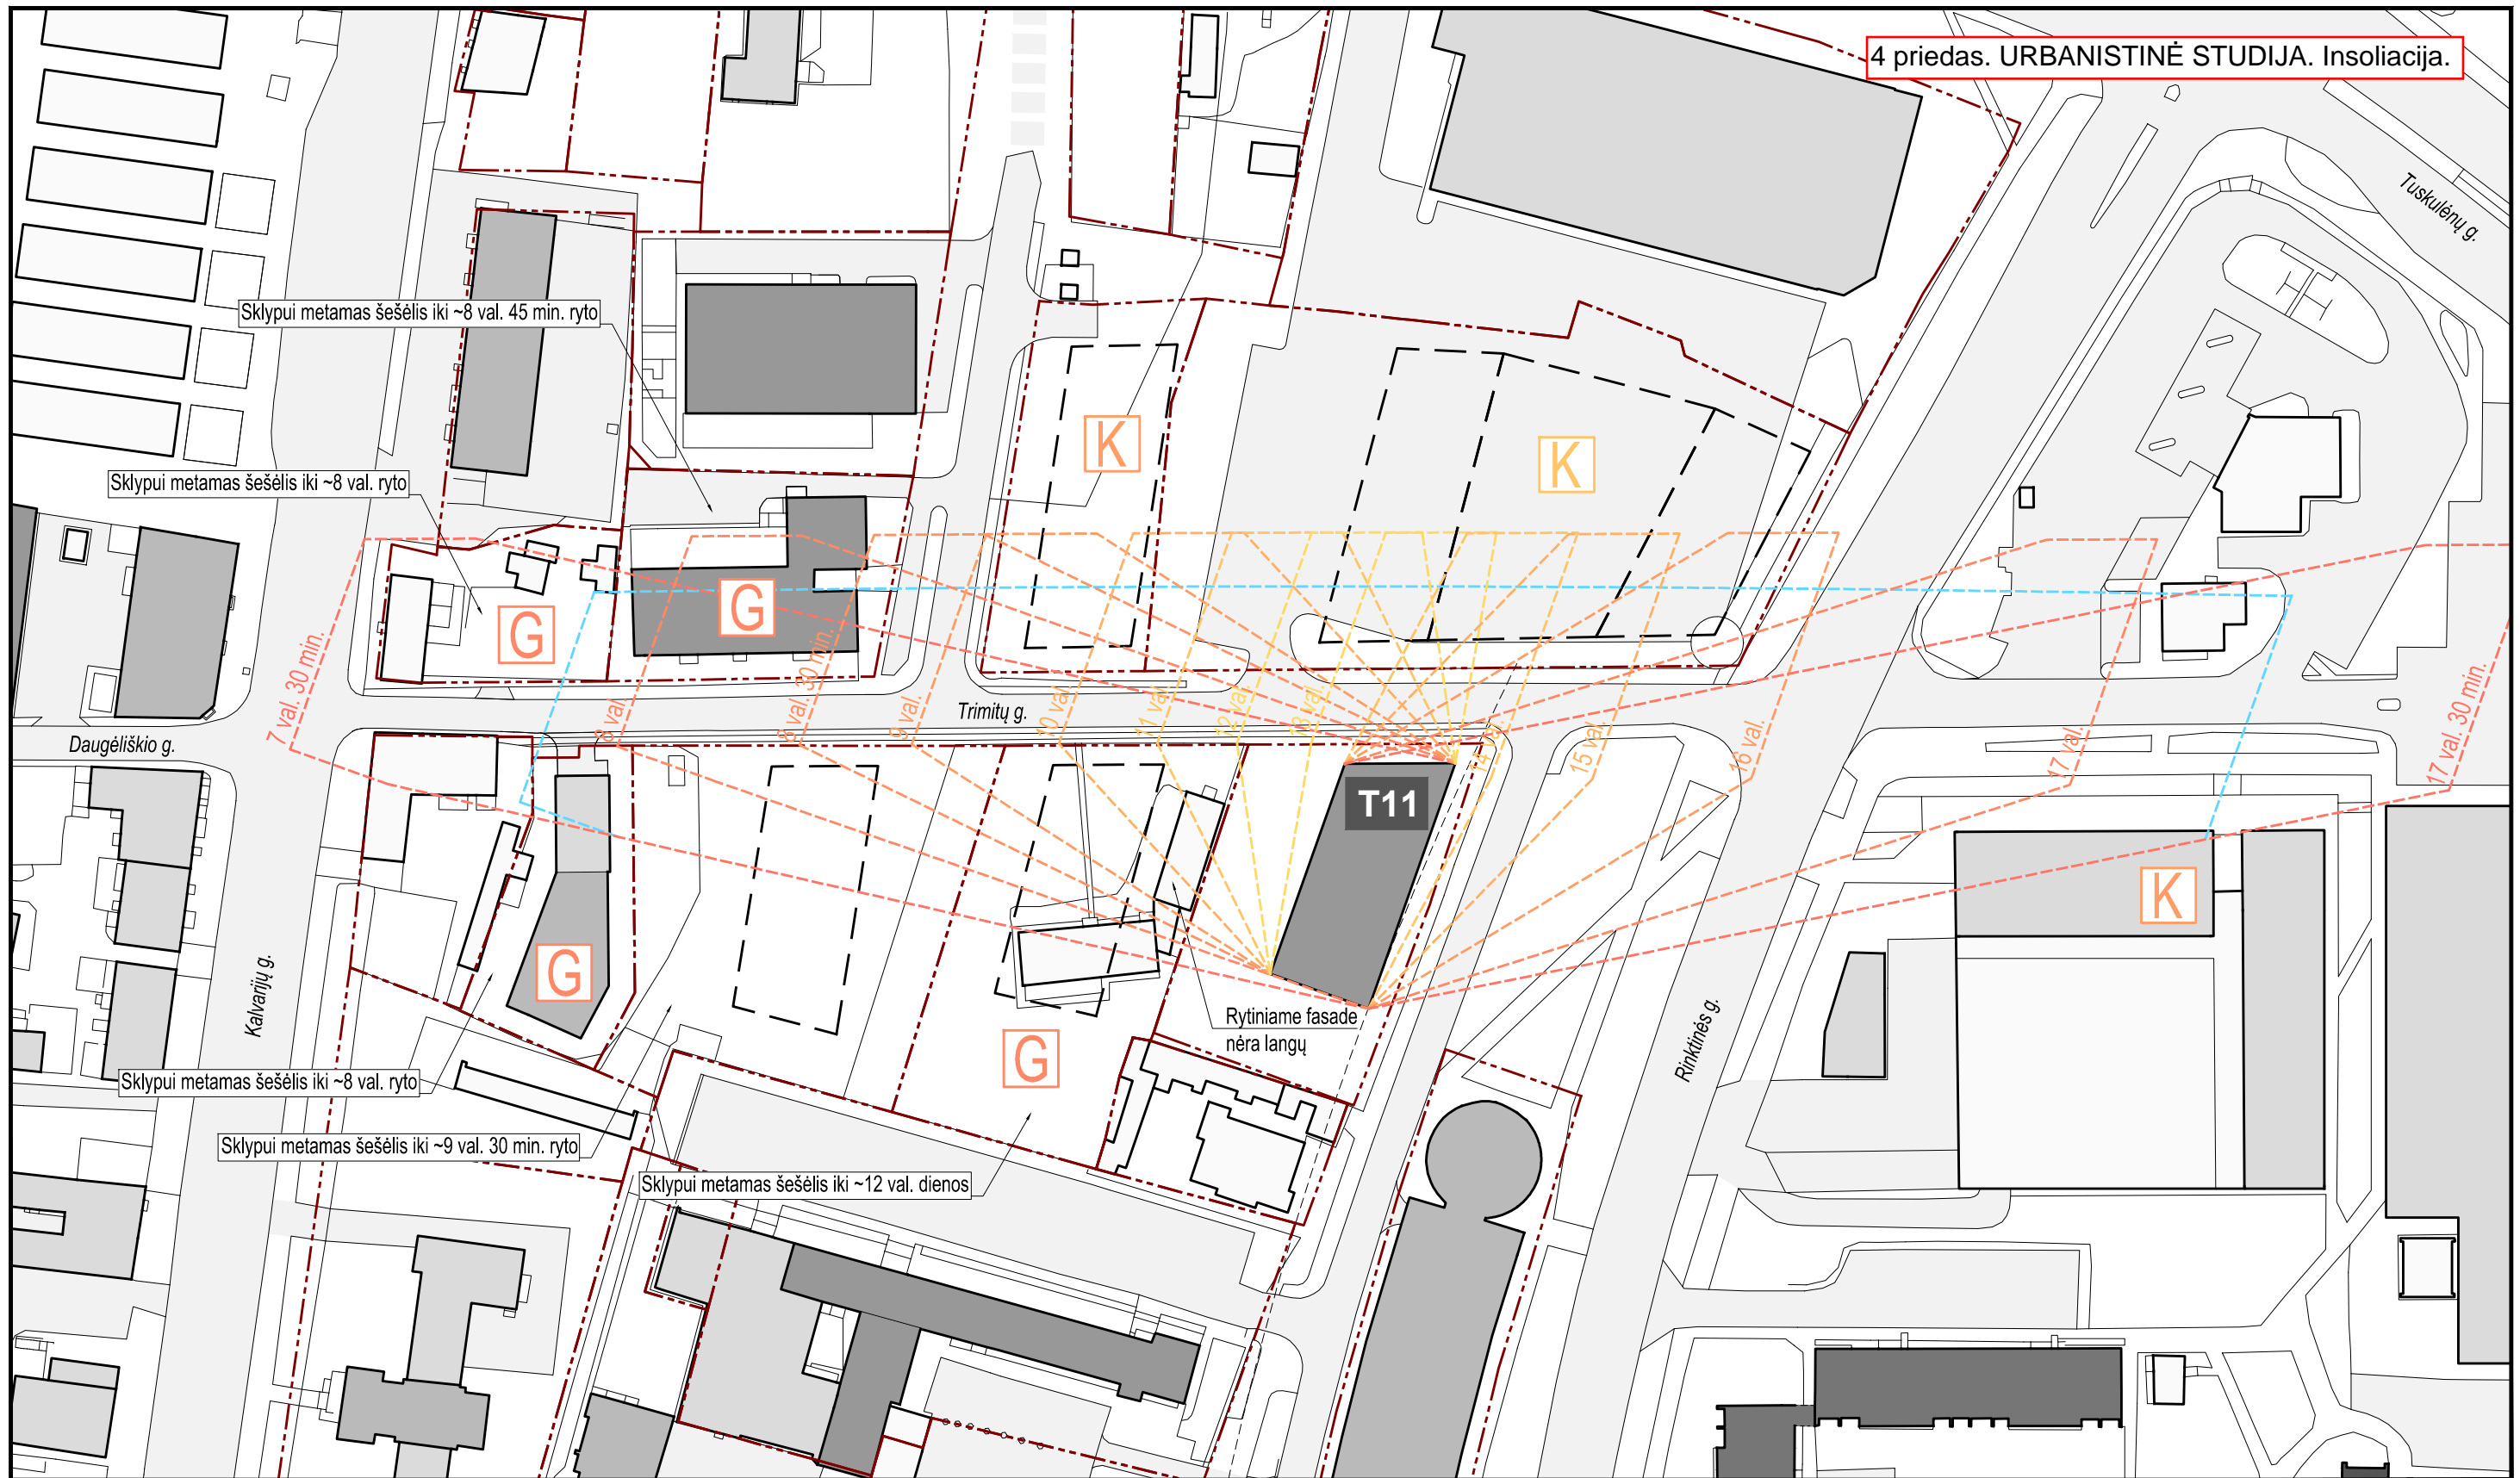 4 priedas. URBANISTINĖ STUDIJA. Insoliacija.
Tuskulėnų g.
Sklypui metamas šešėlis iki ~8 val. 45 min. ryto
K
K
Sklypui metamas šešėlis iki ~8 val. ryto
G
G
7 val. 30 min.
8 val.
8 val. 30 min.
9 val.
10 val.
11 val.
12 val.
13 val.
14 val.
15 val.
16 val.
17 val.
17 val. 30 min.
Trimitų g.
Daugėliškio g.
T11
K
G
Kalvarijų g.
Rytiniame fasade
nėra langų
Rinktinės g.
G
Sklypui metamas šešėlis iki ~8 val. ryto
Sklypui metamas šešėlis iki ~9 val. 30 min. ryto
Sklypui metamas šešėlis iki ~12 val. dienos